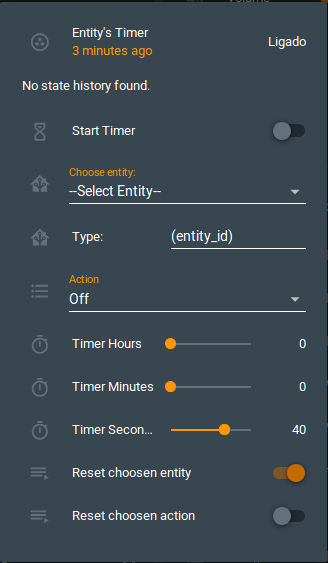 Entity's Timer
3 minutes ago
Ligado
No state history found.
Start Timer
Choose entity:
--Select Entity--
Type:
(entity_id)
Action
Off
Timer Hours
0
Timer Minutes
0
Timer Secon...
40
Reset choosen entity
Reset choosen action